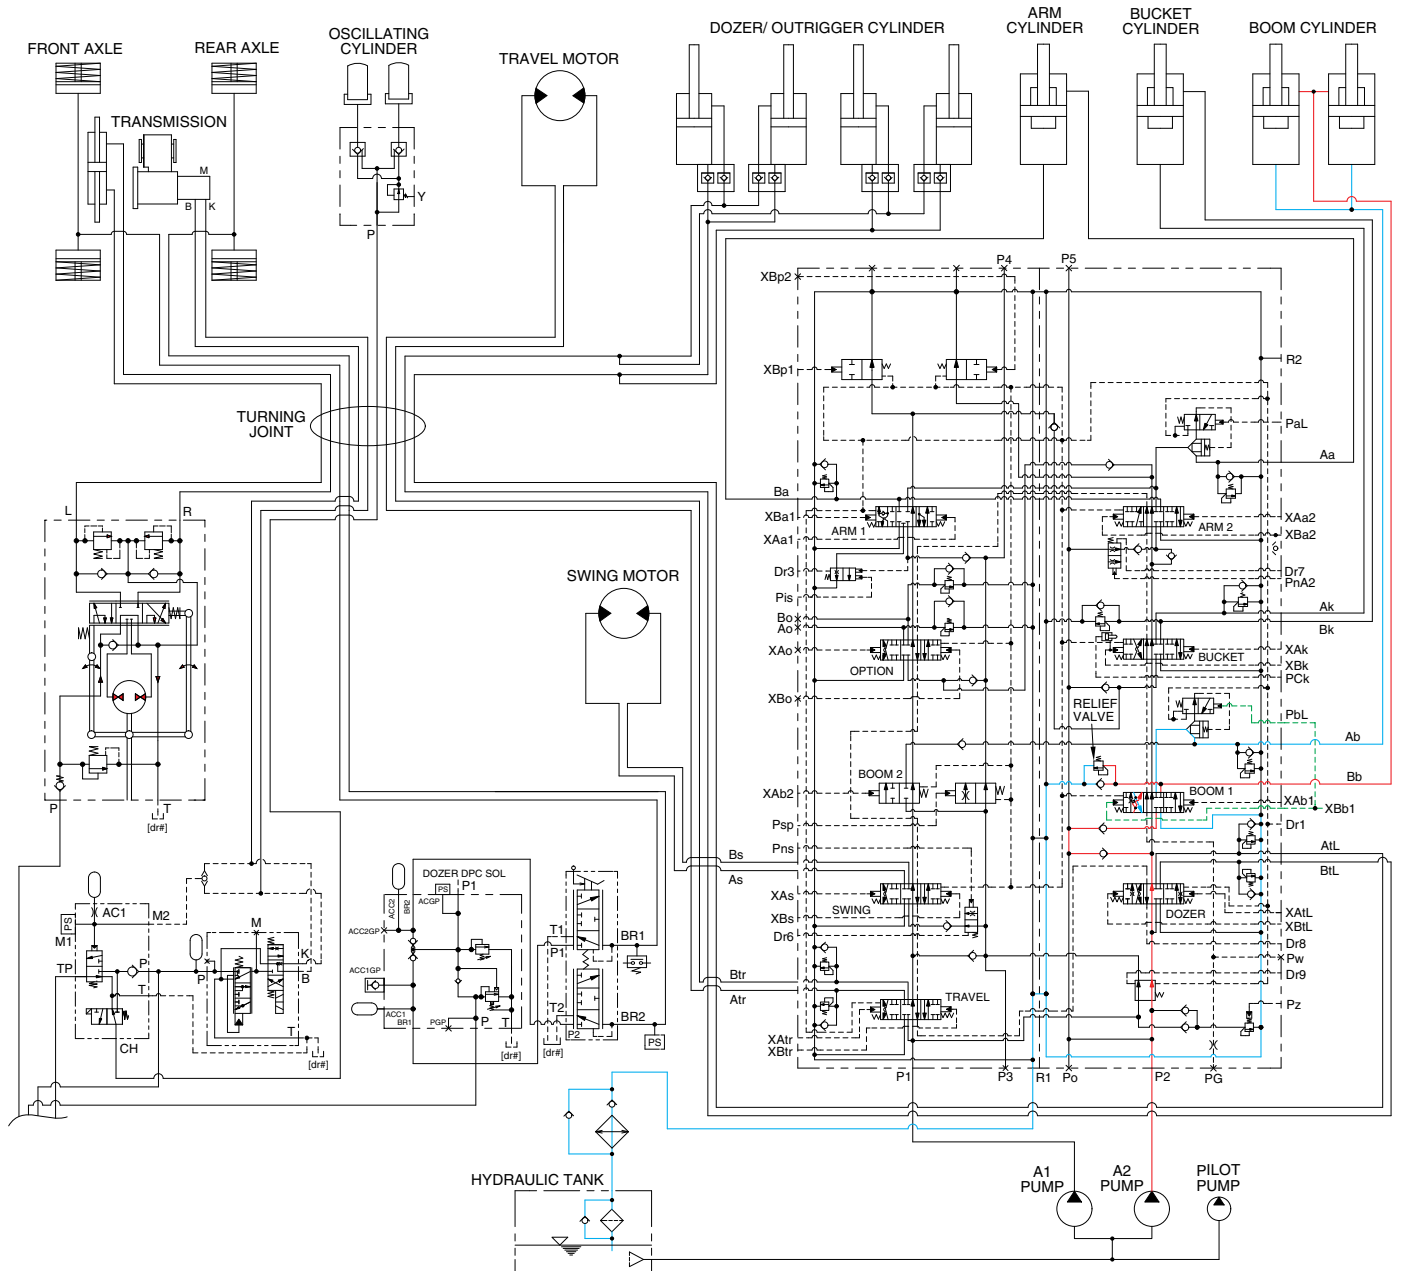 FRONT AXLE
REAR AXLE
OSCILLATING
CYLINDER
TRAVEL MOTOR
DOZER/ OUTRIGGER CYLINDER
ARM
CYLINDER
BUCKET
CYLINDER
BOOM CYLINDER
TRANSMISSION
M
B
K
Y
P
TURNING
JOINT
P4
P5
XBp2
XBp1
R2
PaL
Aa
Ba
XBa1
ARM 1
XAa1
ARM 2
XAa2
XBa2
Dr3
Dr7
Pis
PnA2
Bo
Ao
Ak
Bk
XAo
OPTION
BUCKET
XAk
XBk
PCk
XBo
RELIEF
VALVE
PbL
Ab
Bb
BOOM 2
BOOM 1
XAb2
XAb1
XBb1
Psp
Dr1
Pns
AtL
BtL
Bs
As
XAs
SWING
DOZER
XBs
XAtL
XBtL
Dr6
Dr8
Pw
Dr9
Btr
Atr
TRAVEL
Pz
XAtr
XBtr
P1
P3
R1
Po
P2
PG
L
R
SWING MOTOR
P
T
[dr#]
AC1
PS
M1
M2
TP
P
T
CH
M
K
B
P
T
[dr#]
DOZER DPC SOL
PS
P1
ACGP
ACC2
BR2
ACC2GP
ACC1GP
ACC1
BR1
PGP
P
T
[dr#]
T1
P1
BR1
T2
P2
BR2
[dr#]
PS
HYDRAULIC TANK
A1
PUMP
A2
PUMP
PILOT
PUMP